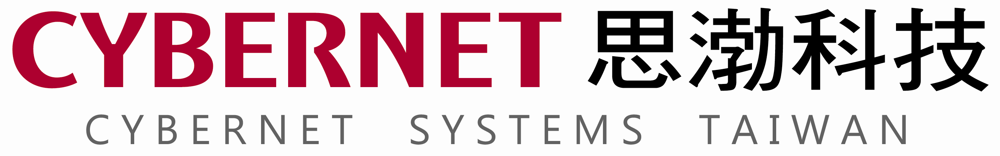 CYBERNET 思渤科技
CYBERNET SYSTEMS TAIWAN